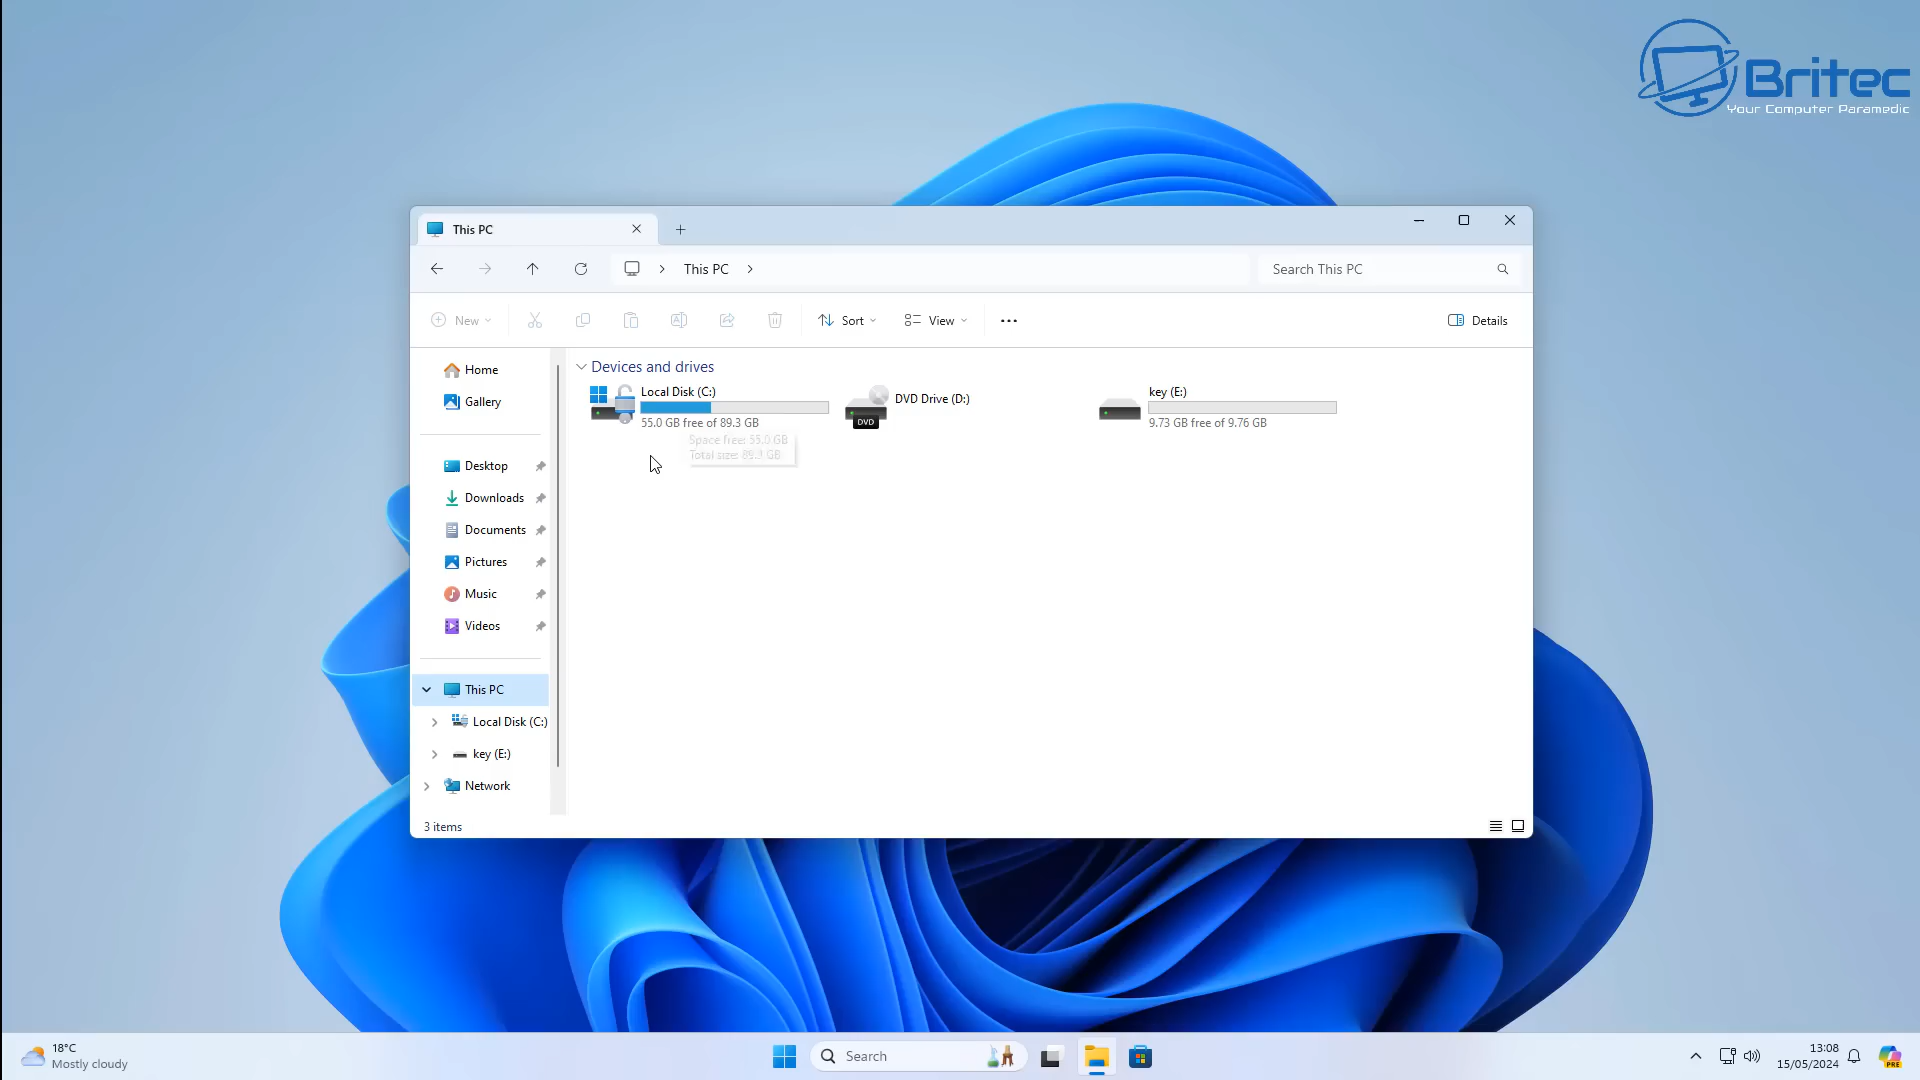 Britec
Your Computer Paramedic
This PC
This PC
Search This PC
New
Sort
View
Details
Home
Gallery
Desktop
Downloads
Documents
Pictures
Music
Videos
This PC
Local Disk (C:)
key (E:)
Network
Devices and drives
Local Disk (C:)
55.0 GB free of 89.3 GB
Space free: 55.0 GB
Total size: 89.3 GB
DVD Drive (D:)
DVD
key (E:)
9.73 GB free of 9.76 GB
3 items
18°C
Mostly cloudy
Search
13:08
15/05/2024
PRE